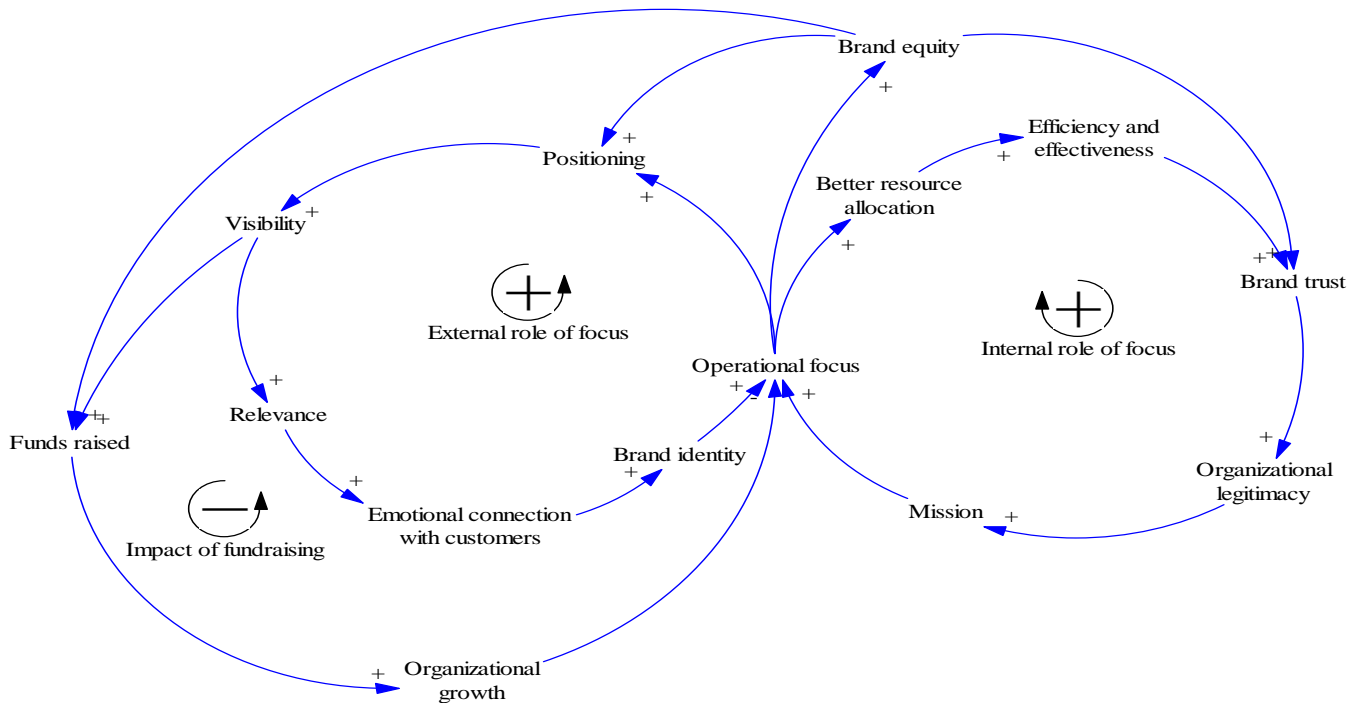 Brand equity
+
Efficiency and
effectiveness
+
+
Positioning
Better resource
allocation
+
Visibility
+
+
+ +
Brand trust
+
External role of focus
+
Internal role of focus
Operational focus
+
+
-
+
Relevance
++
Funds raised
Brand identity
+
+
Organizational
legitimacy
+
Emotional connection
with customers
Mission
+
−
Impact of fundraising
+
Organizational
growth